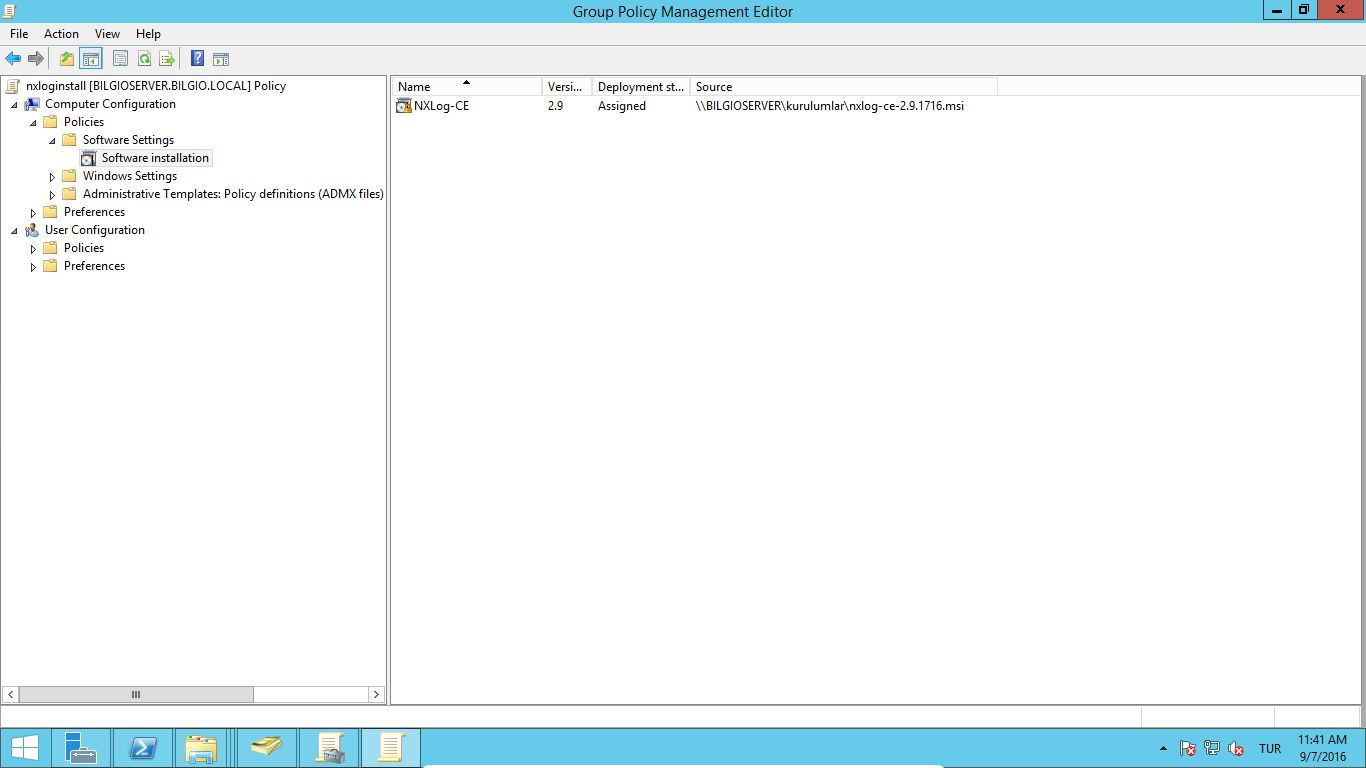 Group Policy Management Editor
File Action View Help
nxloginstall [BILGIOSERVER.BILGIO.LOCAL] Policy
Computer Configuration
Policies
Software Settings
Software installation
Windows Settings
Administrative Templates: Policy definitions (ADMX files)
Preferences
User Configuration
Policies
Preferences
Name Versi... Deployment st... Source
NXLog-CE 2.9 Assigned \\BILGIOSERVER\kurulumlar\nxlog-ce-2.9.1716.msi
TUR
11:41 AM
9/7/2016